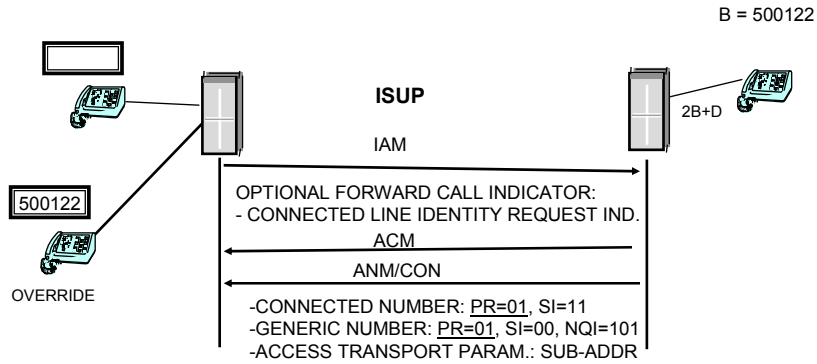 B = 500122
ISUP
2B+D
IAM
500122
OPTIONAL FORWARD CALL INDICATOR:
- CONNECTED LINE IDENTITY REQUEST IND.
ACM
ANM/CON
OVERRIDE
-CONNECTED NUMBER: PR=01, SI=11
-GENERIC NUMBER: PR=01, SI=00, NQI=101
-ACCESS TRANSPORT PARAM.: SUB-ADDR